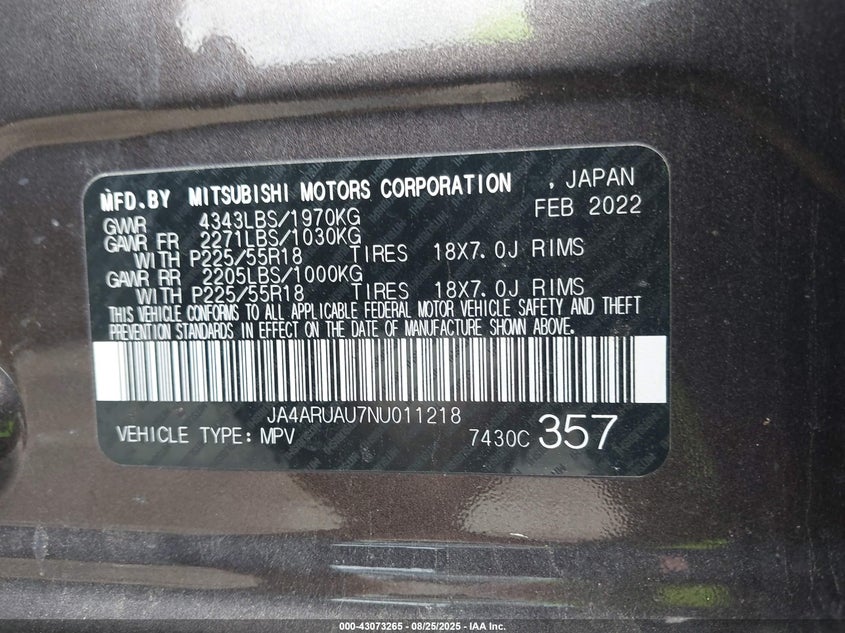 MFD.BY MITSUBISHI MOTORS CORPORATION , JAPAN
FEB 2022
GVWR 4343LBS/1970KG
GAWR FR 2271LBS/1030KG
WITH P225/55R18 TIRES 18X7.0J RIMS
GAWR RR 2205LBS/1000KG
WITH P225/55R18 TIRES 18X7.0J RIMS
THIS VEHICLE CONFORMS TO ALL APPLICABLE FEDERAL MOTOR VEHICLE SAFETY AND THEFT
PREVENTION STANDARDS IN EFFECT ON THE DATE OF MANUFACTURE SHOWN ABOVE.
JA4ARUAU7NU011218
VEHICLE TYPE: MPV 7430C 357
000-43073265 - 08/25/2025 - IAA Inc.